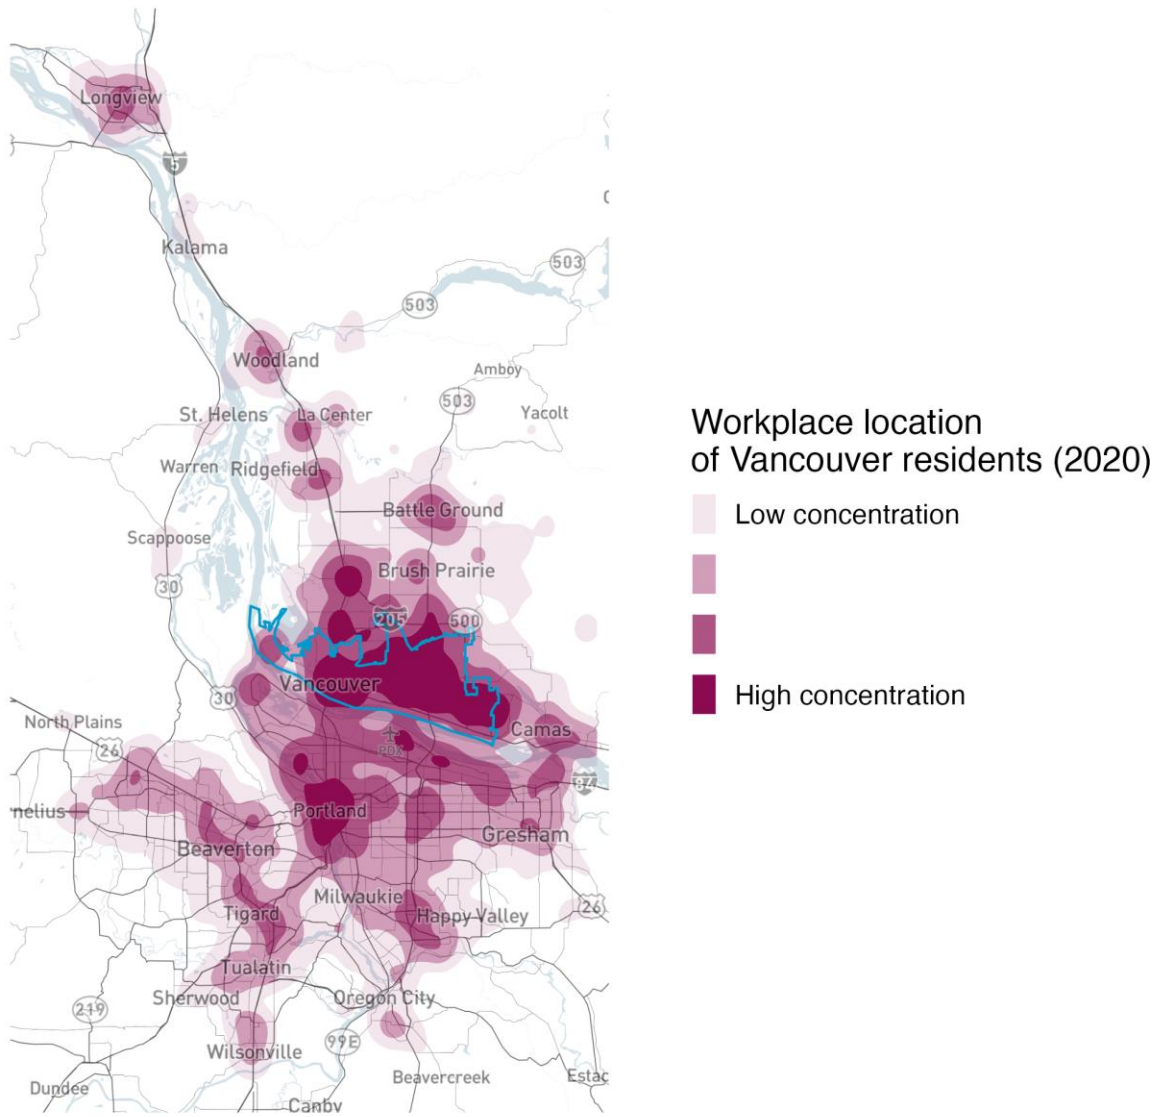 Longview
5
Kalama
503
503
Woodland
Amboy
503
St. Helens
La Center
Yacolt
Warren
Ridgefield
Battle Ground
Scappoose
Brush Prairie
30
205
500
Vancouver
30
North Plains
Camas
26
PDX
84
nelius
Portland
Gresham
Beaverton
Milwaukie
26
Tigard
Happy Valley
Tualatin
Sherwood
Oregon City
219
99E
Wilsonville
Beavercreek
Estac
Dundee
Canby
Workplace location
of Vancouver residents (2020)
Low concentration
High concentration